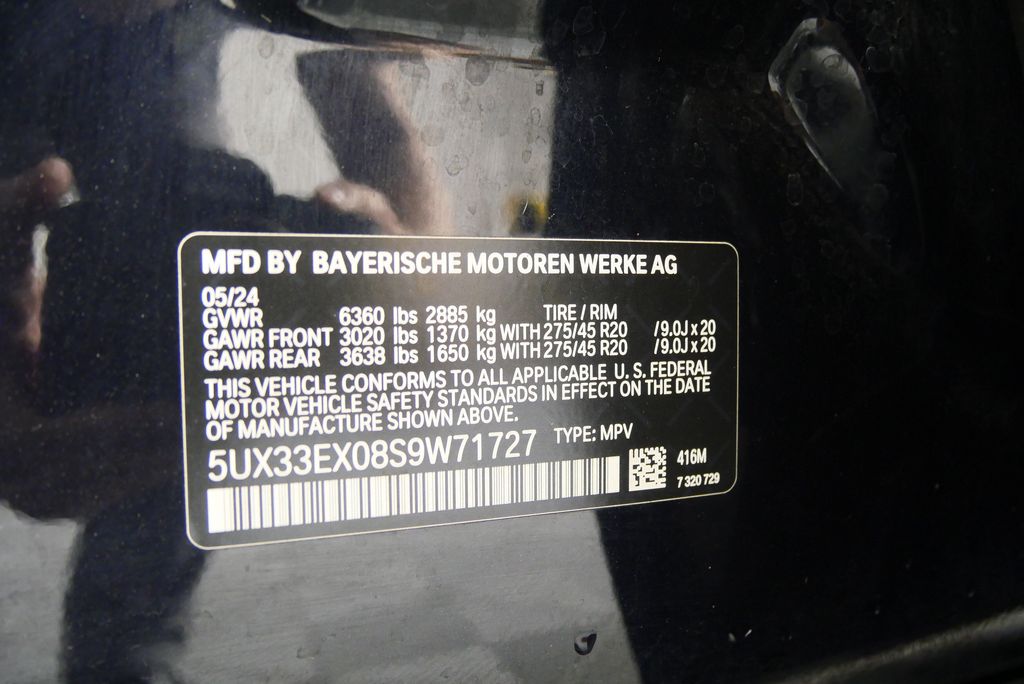 MFD BY BAYERISCHE MOTOREN WERKE AG
05/24
GVWR 6360 lbs 2885 kg TIRE / RIM
GAWR FRONT 3020 lbs 1370 kg WITH 275/45 R20 /9.0J x 20
GAWR REAR 3638 lbs 1650 kg WITH 275/45 R20 /9.0J x 20
THIS VEHICLE CONFORMS TO ALL APPLICABLE U.S. FEDERAL
MOTOR VEHICLE SAFETY STANDARDS IN EFFECT ON THE DATE
OF MANUFACTURE SHOWN ABOVE.
5UX33EX08S9W71727 TYPE: MPV
416M
7 320 729